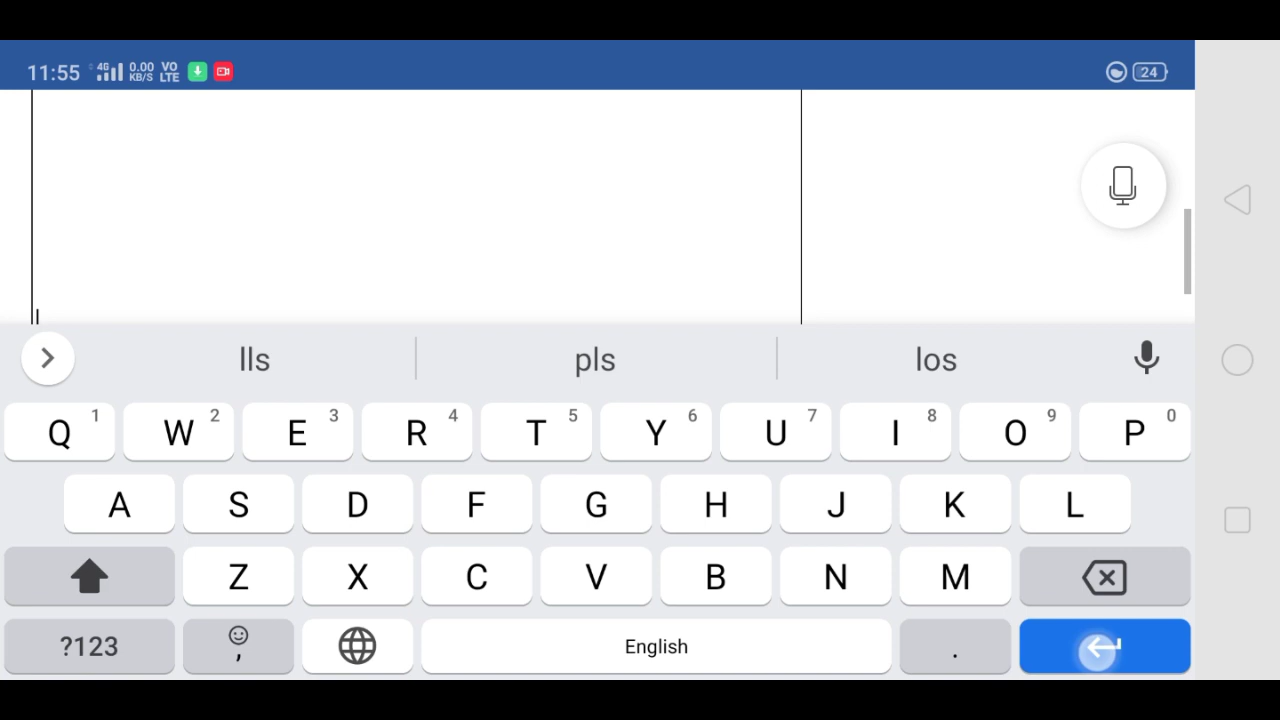 11:55 4G 0.00 KB/S VO LTE 24
lls pls los
Q 1 W 2 E 3 R 4 T 5 Y 6 U 7 I 8 O 9 P 0
A S D F G H J K L
Z X C V B N M
?123 , English .